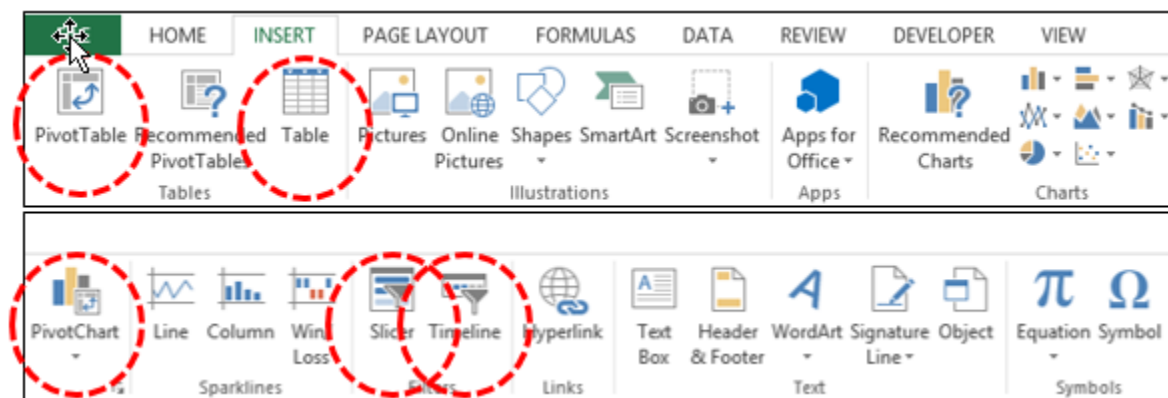 HOME INSERT PAGE LAYOUT FORMULAS DATA REVIEW DEVELOPER VIEW
PivotTable Recommended Table Pictures Online Shapes SmartArt Screenshot Apps for Recommended
PivotTables Pictures Office Charts
Tables Illustrations Apps Charts
PivotChart Line Column Win/ Slicer Timeline Hyperlink Text Header WordArt Signature Object Equation Symbol
Loss Box & Footer Line
Sparklines Filters Links Text Symbols